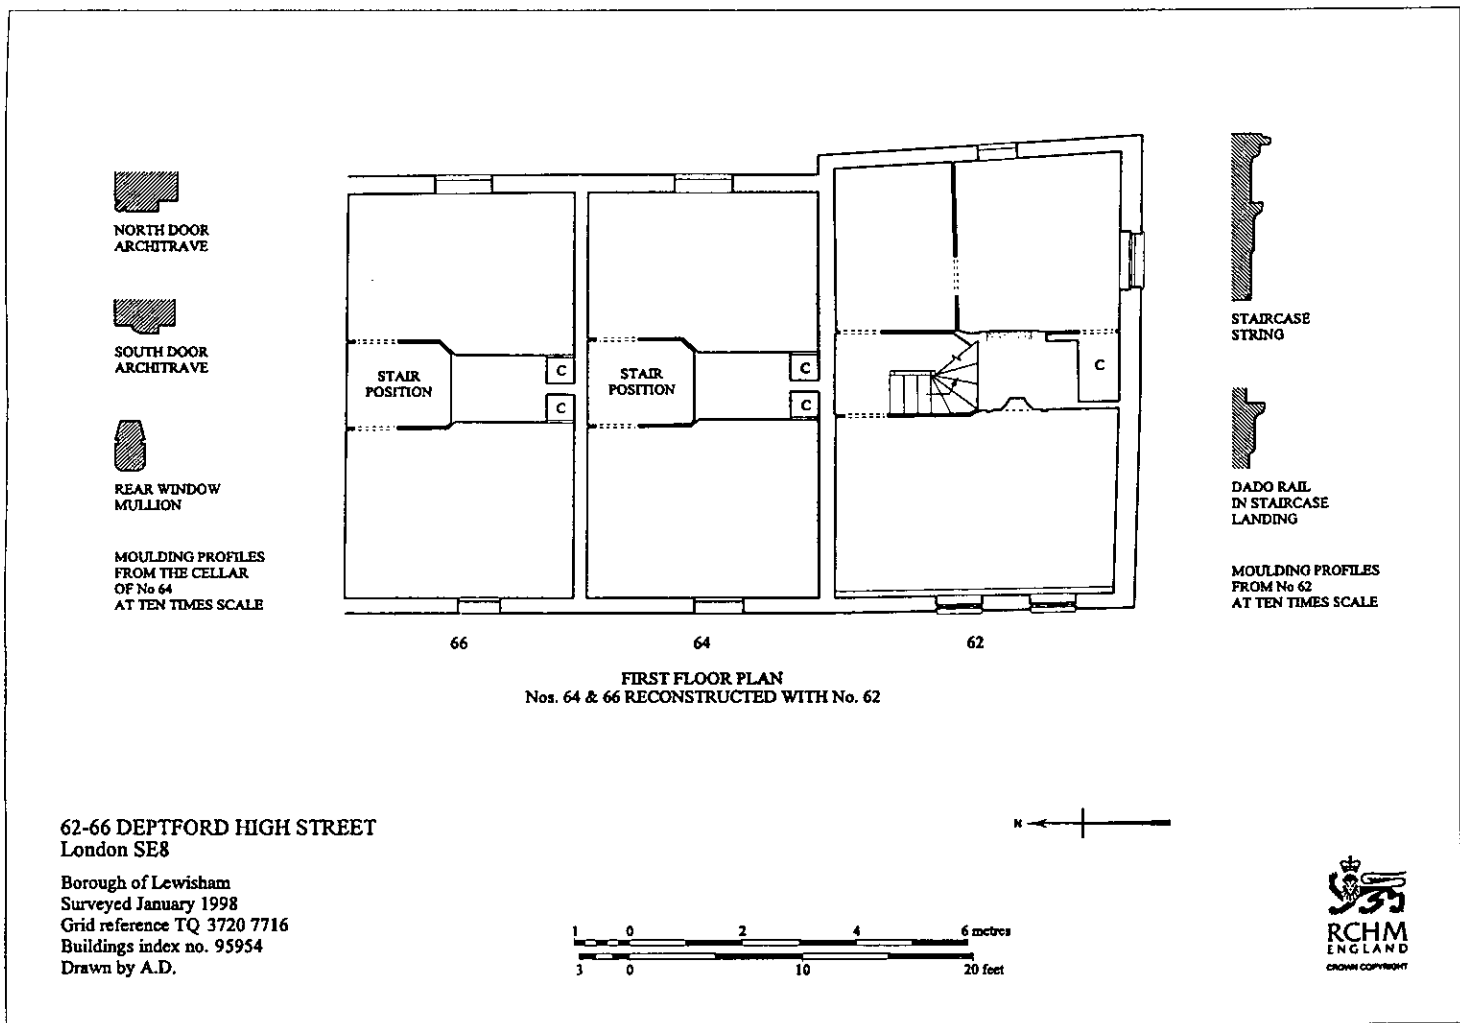 NORTH DOOR
ARCHITRAVE
SOUTH DOOR
ARCHITRAVE
REAR WINDOW
MULLION
MOULDING PROFILES
FROM THE CELLAR
OF No 64
AT TEN TIMES SCALE
STAIR
POSITION
C
C
STAIR
POSITION
C
C
C
STAIRCASE
STRING
DADO RAIL
IN STAIRCASE
LANDING
MOULDING PROFILES
FROM No 62
AT TEN TIMES SCALE
66
64
62
FIRST FLOOR PLAN
Nos. 64 & 66 RECONSTRUCTED WITH No. 62
62-66 DEPTFORD HIGH STREET
London SE8
Borough of Lewisham
Surveyed January 1998
Grid reference TQ 3720 7716
Buildings index no. 95954
Drawn by A.D.
N
1 0 2 4 6 metres
3 0 10 20 feet
RCHM
ENGLAND
CROWN COPYRIGHT